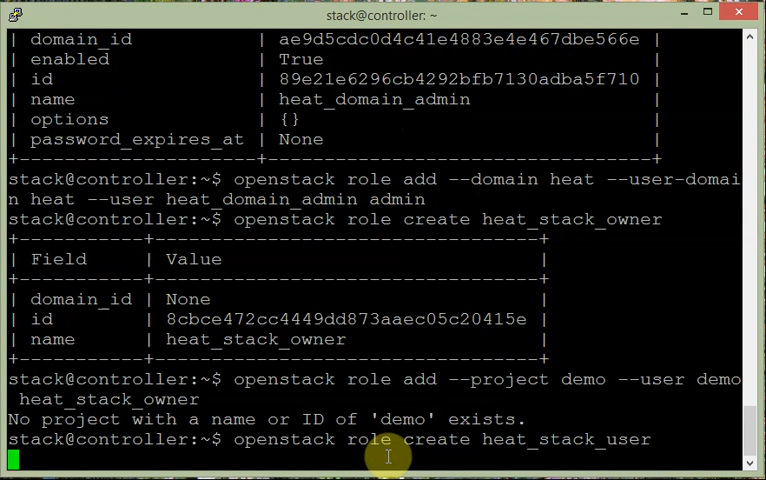 stack@controller: ~
| domain_id           | ae9d5cdc0d4c41e4883e4e467dbe566e |
| enabled             | True                             |
| id                  | 89e21e6296cb4292bfb7130adba5f710 |
| name                | heat_domain_admin                |
| options             | {}                               |
| password_expires_at | None                             |
+---------------------+----------------------------------+
stack@controller:~$ openstack role add --domain heat --user-domai
n heat --user heat_domain_admin admin
stack@controller:~$ openstack role create heat_stack_owner
+-----------+----------------------------------+
| Field     | Value                            |
+-----------+----------------------------------+
| domain_id | None                             |
| id        | 8cbce472cc4449dd873aaec05c20415e |
| name      | heat_stack_owner                 |
+-----------+----------------------------------+
stack@controller:~$ openstack role add --project demo --user demo
 heat_stack_owner
No project with a name or ID of 'demo' exists.
stack@controller:~$ openstack role create heat_stack_user